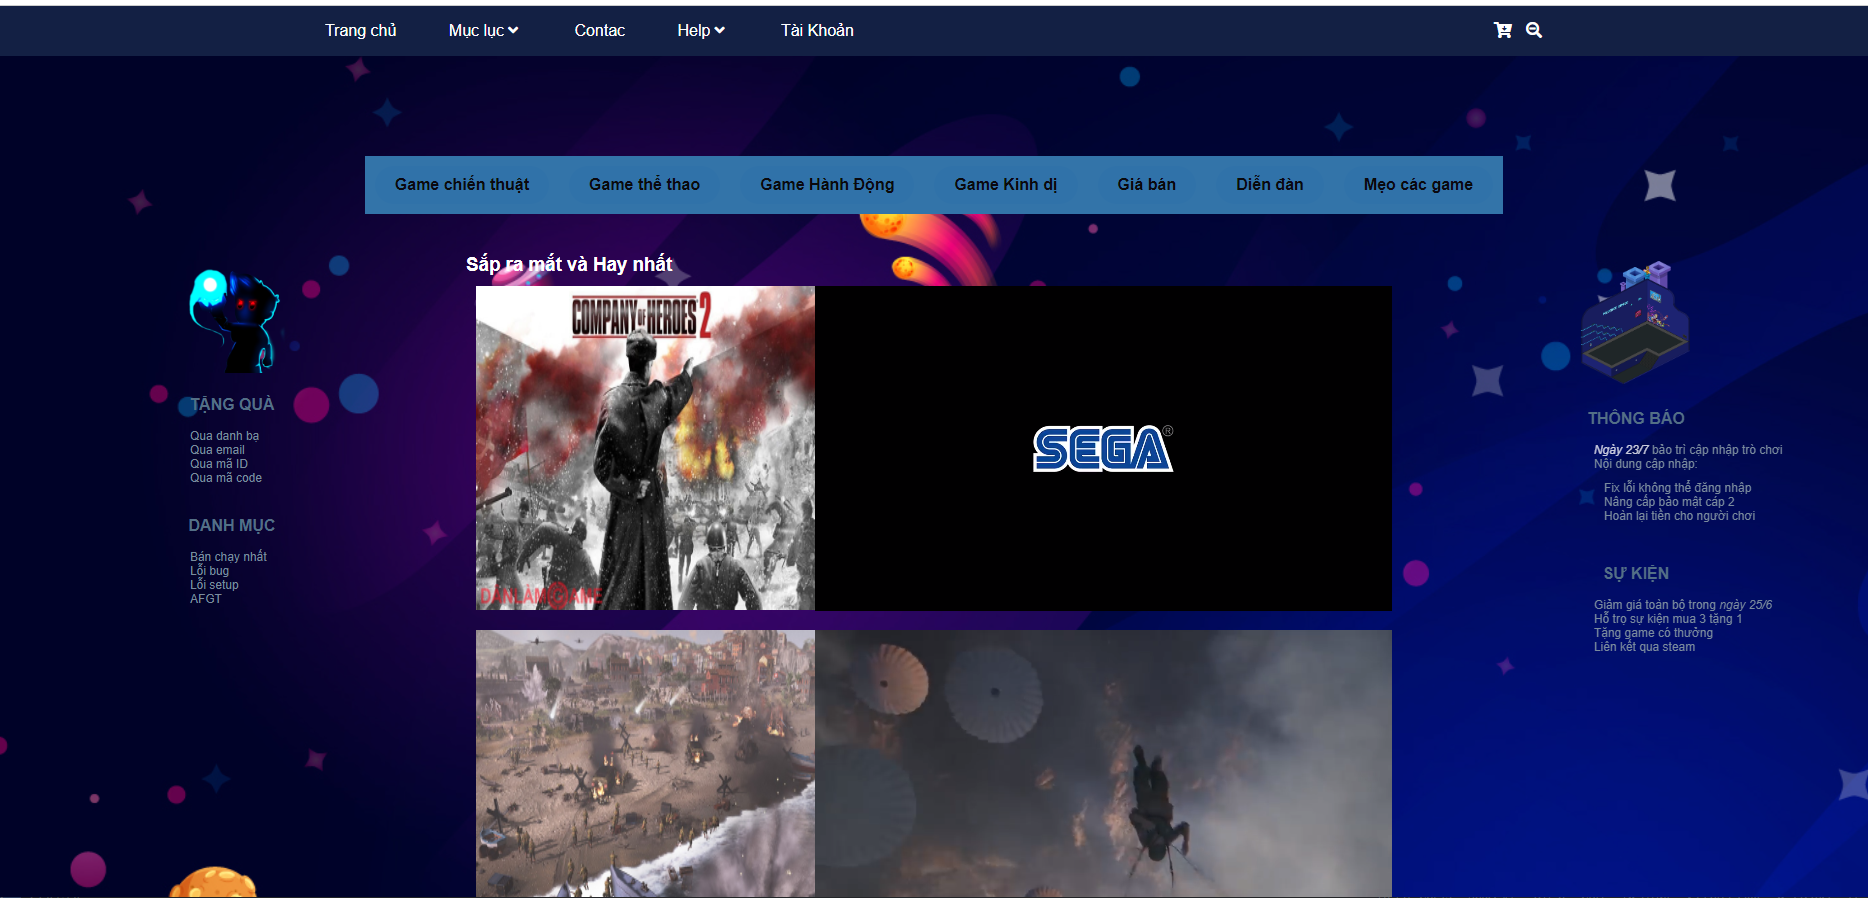 Trang chủ
Mục lục
Contac
Help
Tài Khoản
Game chiến thuật
Game thể thao
Game Hành Động
Game Kinh dị
Giá bán
Diễn đàn
Mẹo các game
Sắp ra mắt và Hay nhất
COMPANY OF HEROES 2
DÂNLÀMGAME
SEGA®
TẶNG QUÀ
Qua danh bạ
Qua email
Qua mã ID
Qua mã code
DANH MỤC
Bán chạy nhất
Lỗi bug
Lỗi setup
AFGT
THÔNG BÁO
Ngày 23/7 bảo trì cập nhập trò chơi
Nội dung cập nhập:
Fix lỗi không thể đăng nhập
Nâng cấp bảo mật cáp 2
Hoàn lại tiền cho người chơi
SỰ KIỆN
Giảm giá toàn bộ trong ngày 25/6
Hỗ trợ sự kiện mua 3 tặng 1
Tặng game có thưởng
Liên kết qua steam